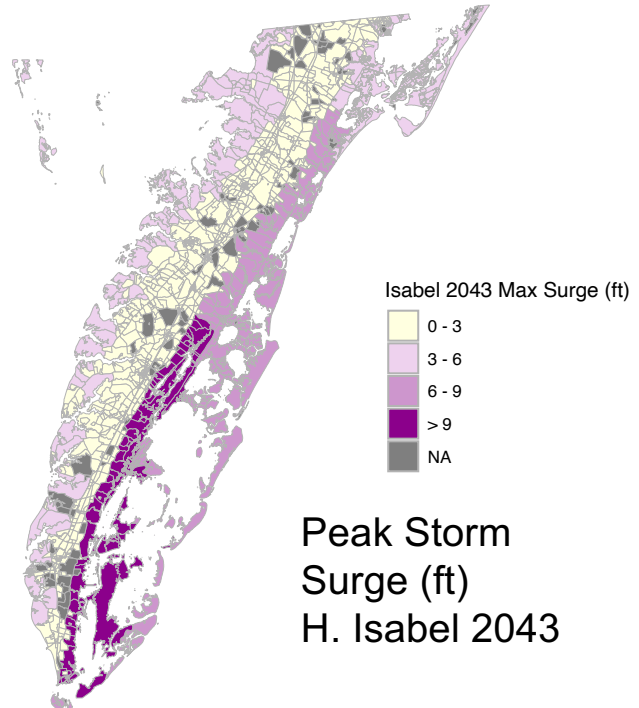 Isabel 2043 Max Surge (ft)
0 - 3
3 - 6
6 - 9
> 9
NA
Peak Storm
Surge (ft)
H. Isabel 2043